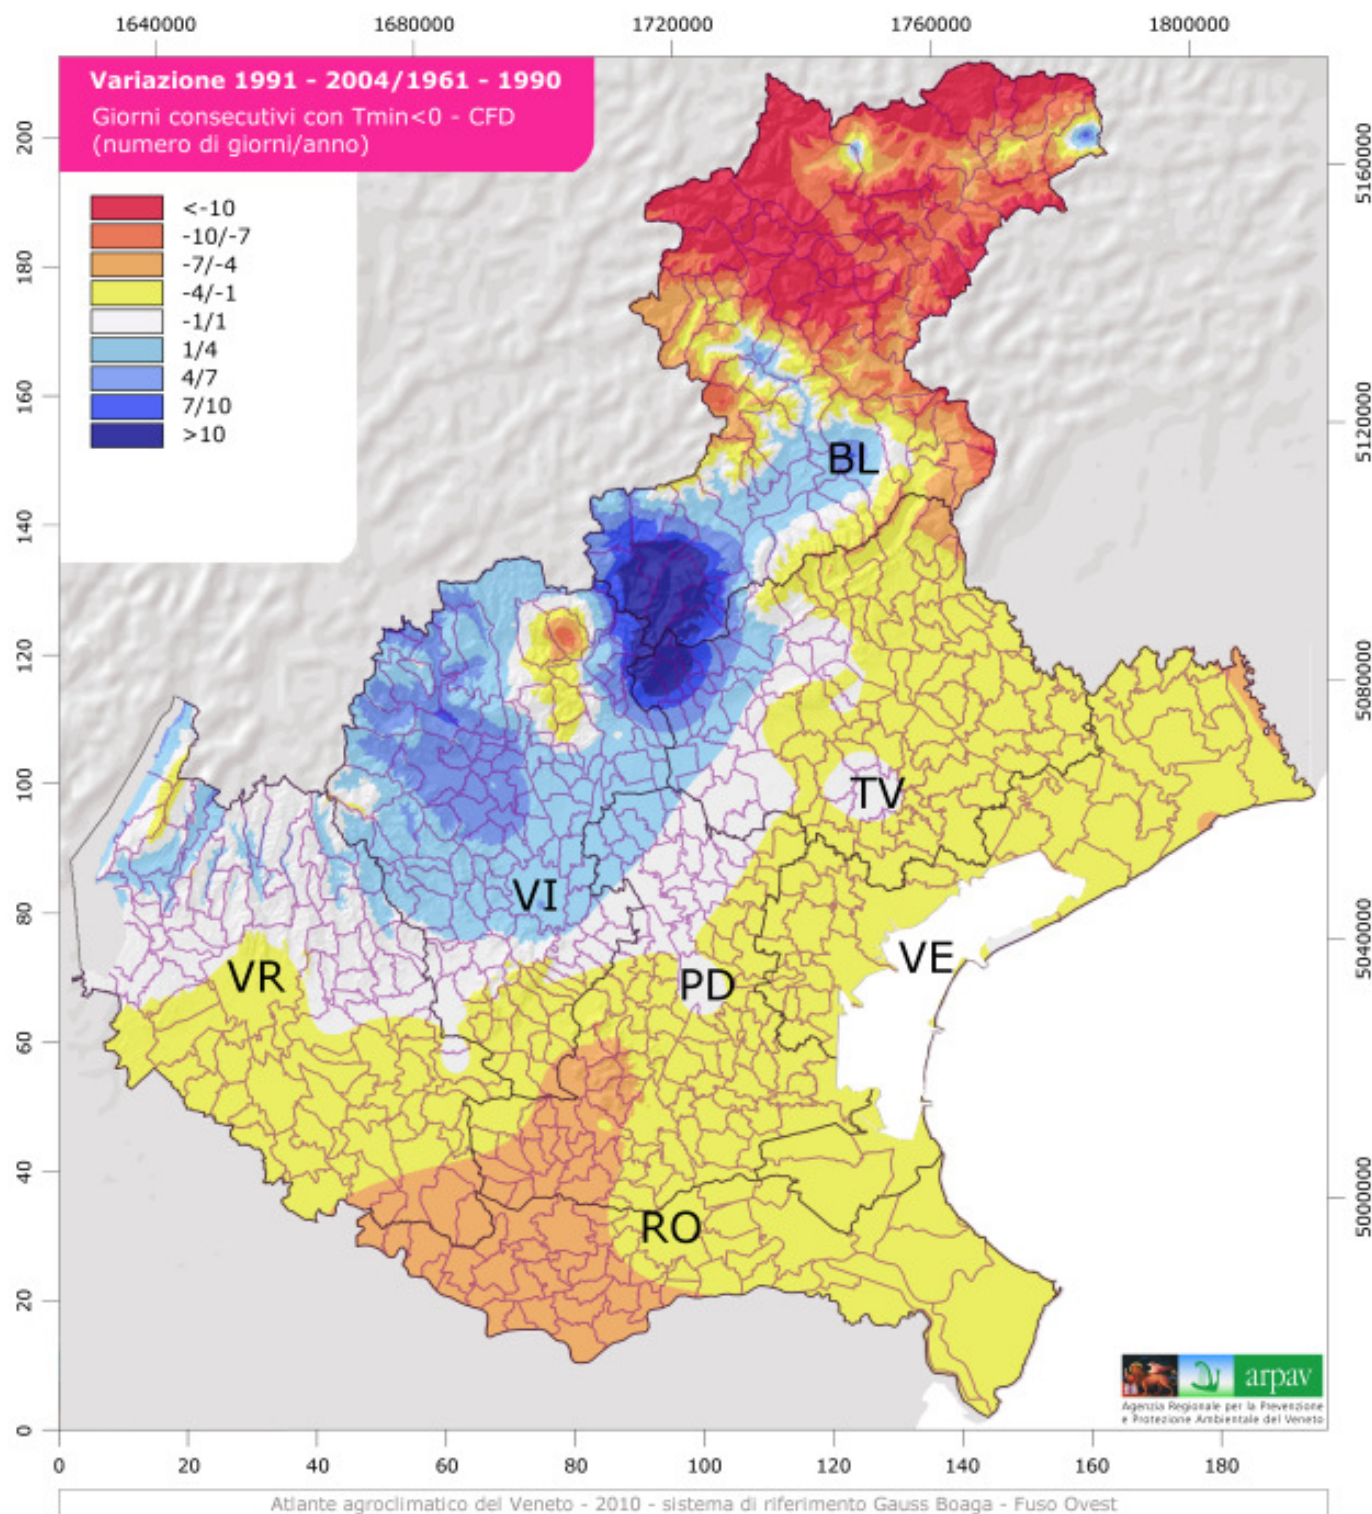 1640000 1680000 1720000 1760000 1800000
Variazione 1991 - 2004/1961 - 1990
Giorni consecutivi con Tmin<0 - CFD
(numero di giorni/anno)
<-10
-10/-7
-7/-4
-4/-1
-1/1
1/4
4/7
7/10
>10
200
180
160
140
120
100
80
60
40
20
0
5160000
5120000
5080000
5040000
5000000
BL
TV
VI
VE
VR
PD
RO
arpav
Agenzia Regionale per la Prevenzione
e Protezione Ambientale del Veneto
0 20 40 60 80 100 120 140 160 180
Atlante agroclimatico del Veneto - 2010 - sistema di riferimento Gauss Boaga - Fuso Ovest